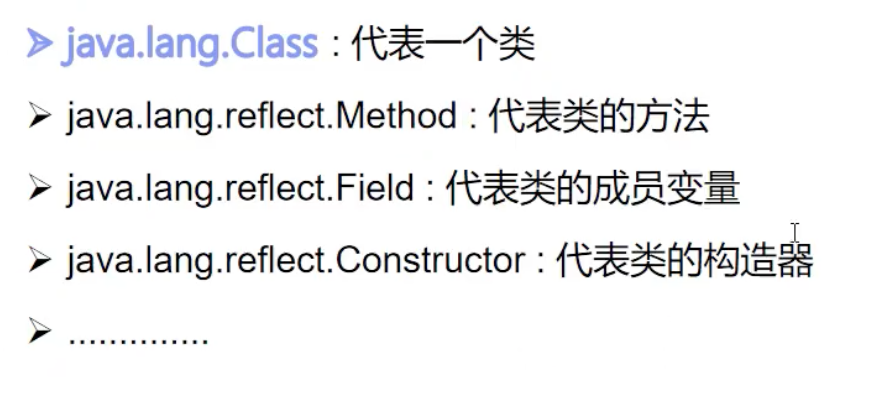 ➢ java.lang.Class : 代表一个类
➢ java.lang.reflect.Method : 代表类的方法
➢ java.lang.reflect.Field : 代表类的成员变量
➢ java.lang.reflect.Constructor : 代表类的构造器
➢ ..............